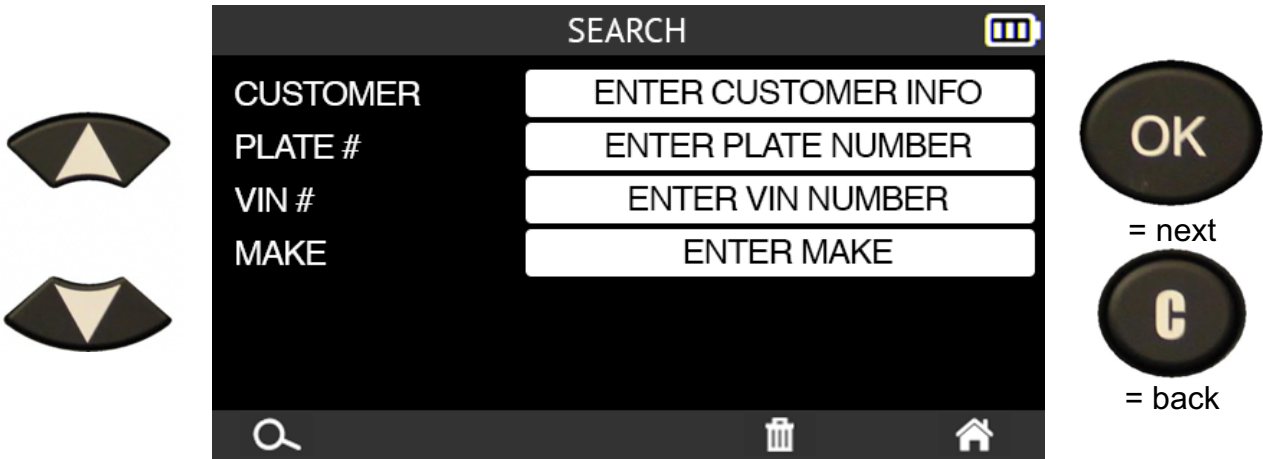 SEARCH
CUSTOMER ENTER CUSTOMER INFO
PLATE # ENTER PLATE NUMBER
VIN # ENTER VIN NUMBER
MAKE ENTER MAKE
OK
= next
C
= back